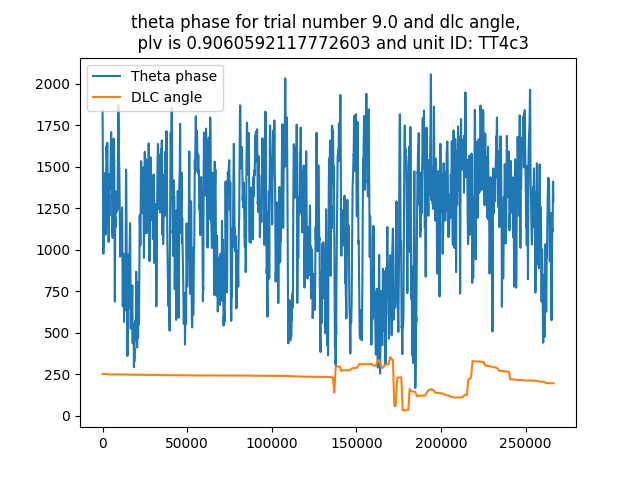 theta phase for trial number 9.0 and dlc angle,
plv is 0.9060592117772603 and unit ID: TT4c3
Theta phase
DLC angle
2000
1750
1500
1250
1000
750
500
250
0
0 50000 100000 150000 200000 250000